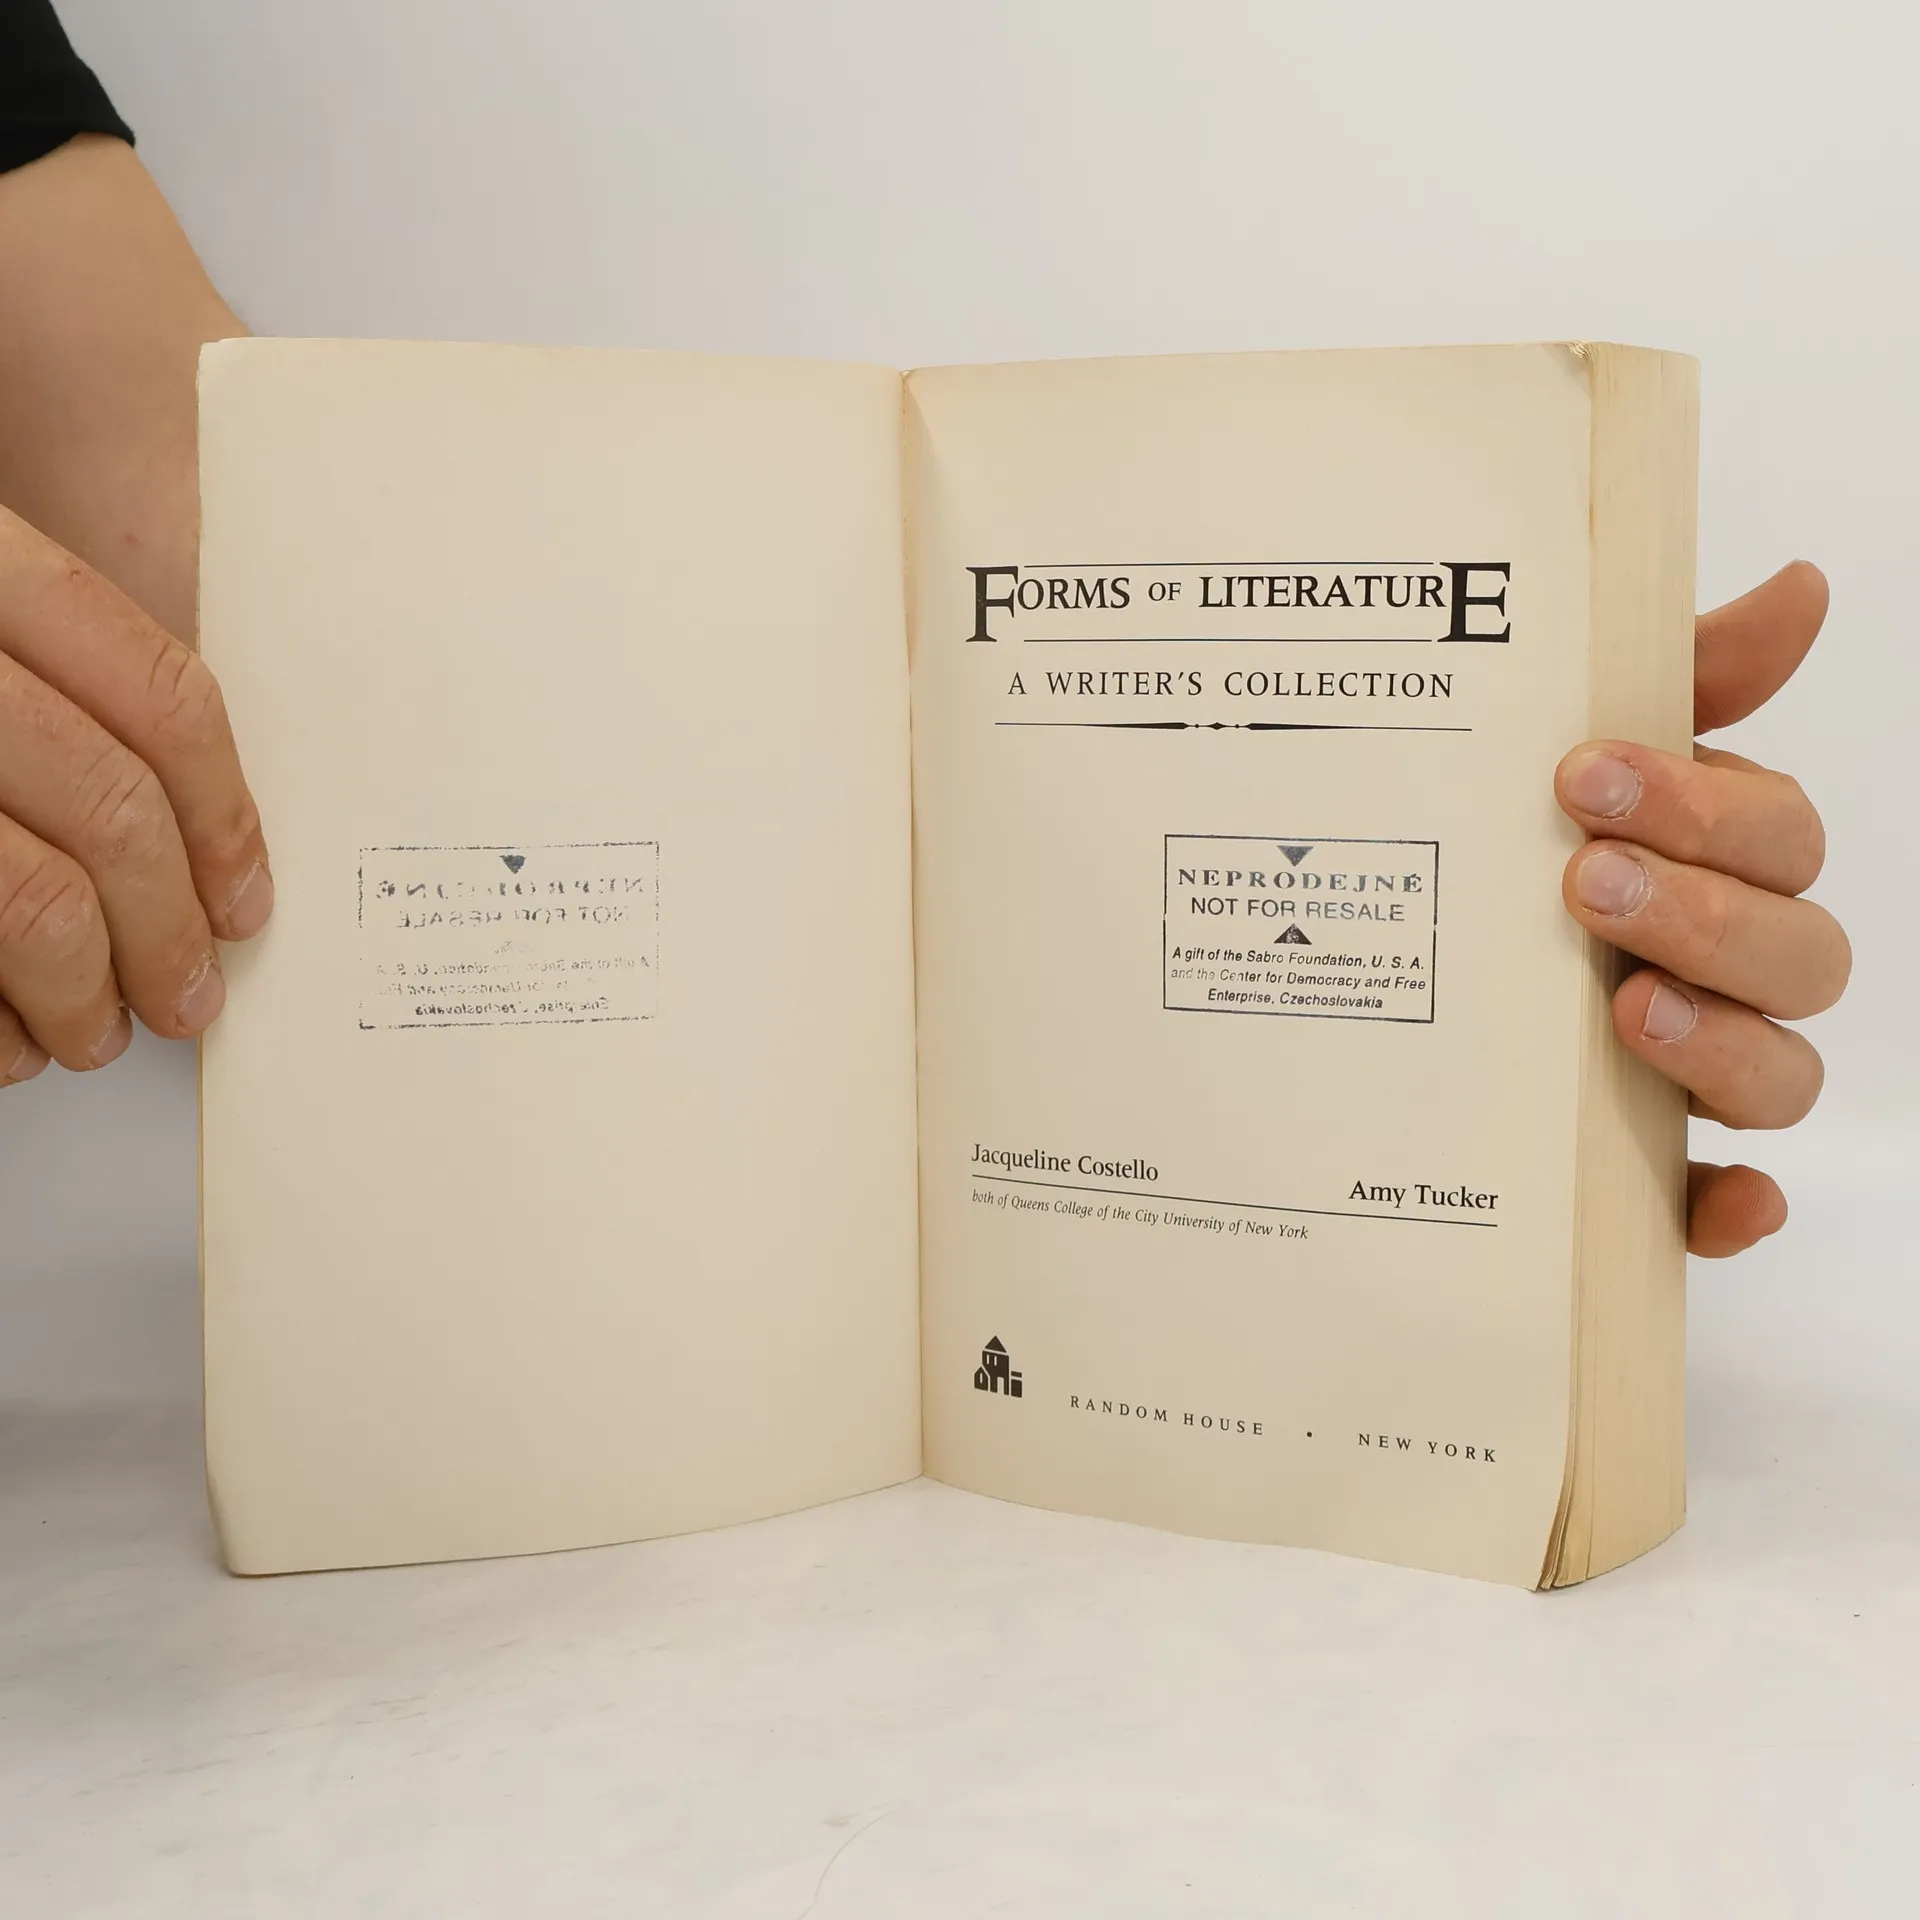 FORMS OF LITERATURE
A WRITER'S COLLECTION
NEPRODEJNÉ
NOT FOR RESALE
A gift of the Sabro Foundation, U. S. A.
and the Center for Democracy and Free
Enterprise, Czechoslovakia
Jacqueline Costello
Amy Tucker
both of Queens College of the City University of New York
RANDOM HOUSE • NEW YORK